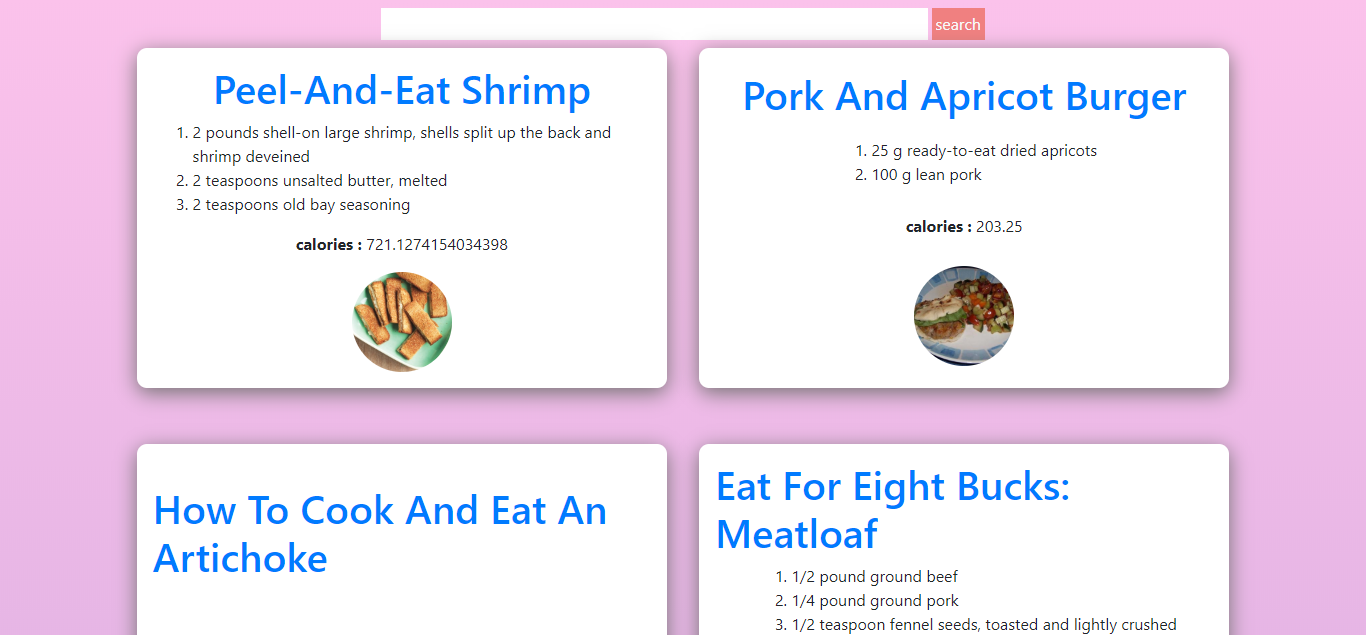 search
Peel-And-Eat Shrimp
1. 2 pounds shell-on large shrimp, shells split up the back and
shrimp deveined
2. 2 teaspoons unsalted butter, melted
3. 2 teaspoons old bay seasoning
calories : 721.1274154034398
Pork And Apricot Burger
1. 25 g ready-to-eat dried apricots
2. 100 g lean pork
calories : 203.25
How To Cook And Eat An
Artichoke
Eat For Eight Bucks:
Meatloaf
1. 1/2 pound ground beef
2. 1/4 pound ground pork
3. 1/2 teaspoon fennel seeds, toasted and lightly crushed